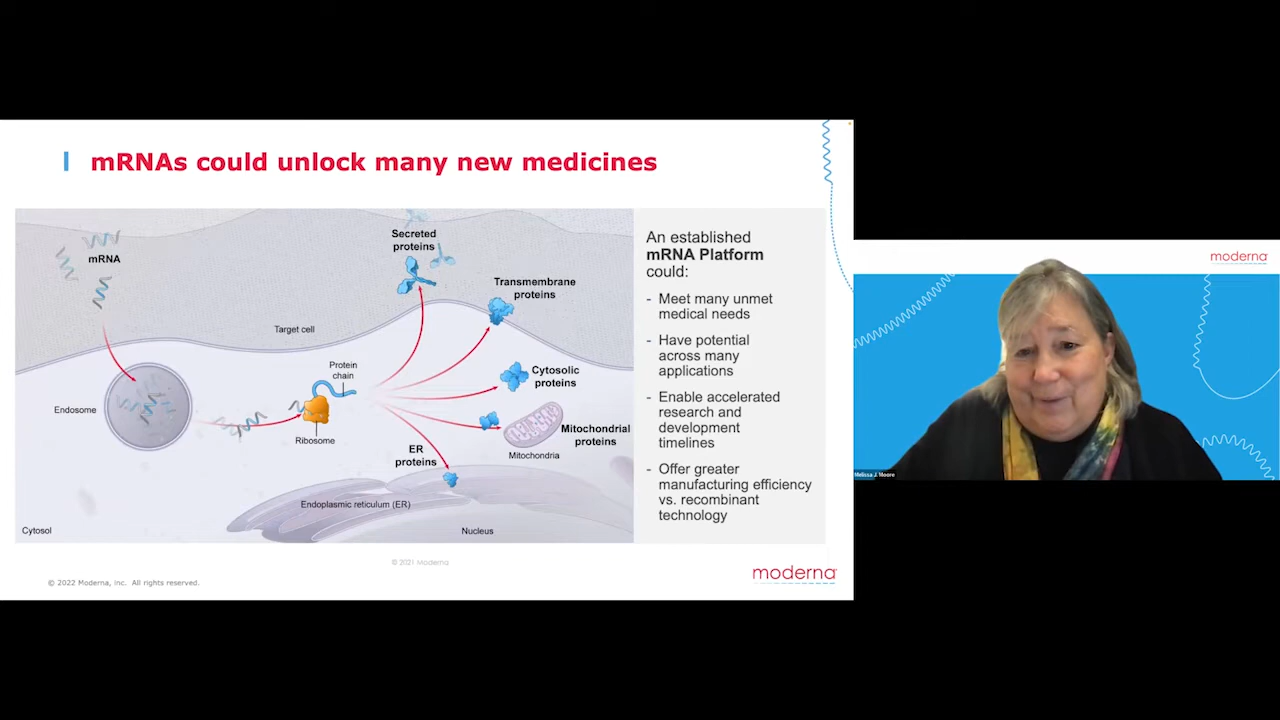 mRNAs could unlock many new medicines
mRNA
Secreted
proteins
Transmembrane
proteins
Target cell
Protein
chain
Cytosolic
proteins
Endosome
Ribosome
Mitochondrial
proteins
Mitochondria
ER
proteins
Endoplasmic reticulum (ER)
Cytosol
Nucleus
An established
mRNA Platform
could:
- Meet many unmet
medical needs
- Have potential
across many
applications
- Enable accelerated
research and
development
timelines
- Offer greater
manufacturing efficiency
vs. recombinant
technology
© 2021 Moderna
© 2022 Moderna, Inc. All rights reserved.
moderna
moderna
Melissa J. Moore